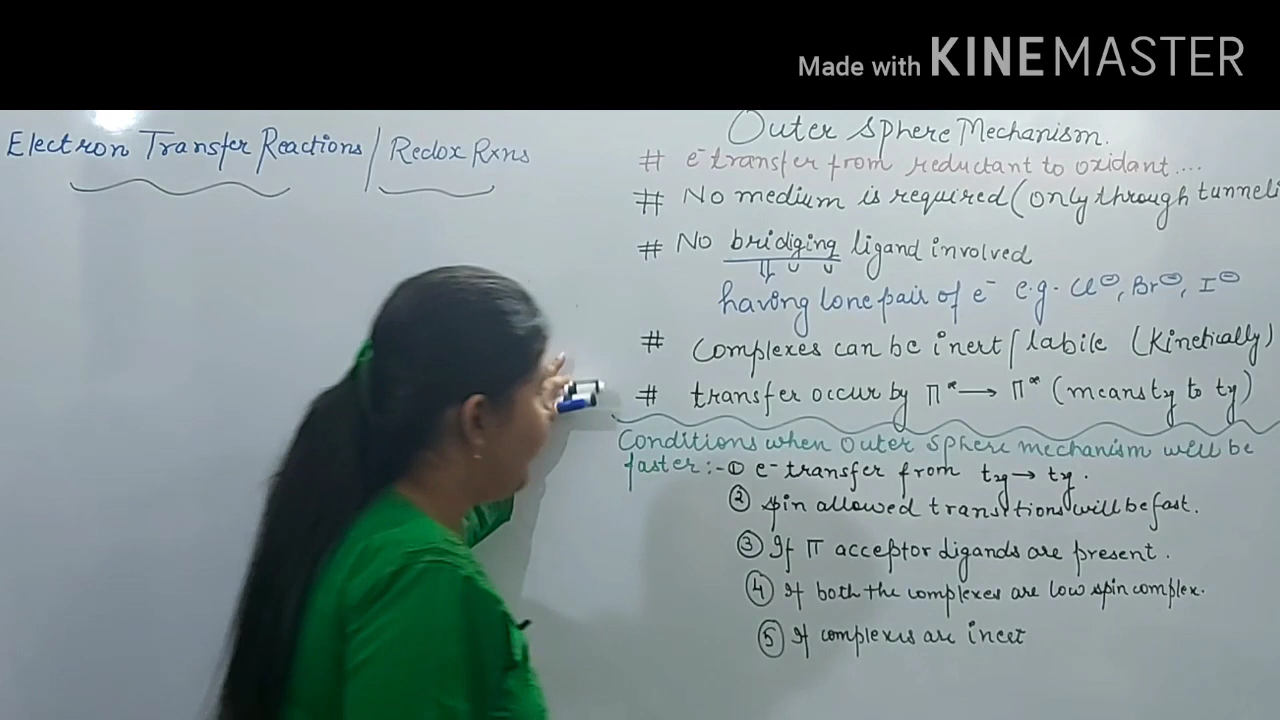 Made with KINEMASTER
Electron Transfer Reactions / Redox Rxns
Outer Sphere Mechanism.
# e⁻ transfer from reductant to oxidant....
# No medium is required (only through tunneli
# No bridiging ligand involved
⇓
having lone pair of e⁻ e.g. Cl⊖, Br⊖, I⊖
# Complexes can be inert / labile (Kinetically)
# transfer occur by π* → π* (means t₂g to t₂g)
Conditions when outer sphere mechanism will be
faster:- ① e⁻ transfer from t₂g → t₂g.
② spin allowed transitions will be fast.
③ If π acceptor ligands are present.
④ If both the complexes are low spin complex.
⑤ If complexes are inert